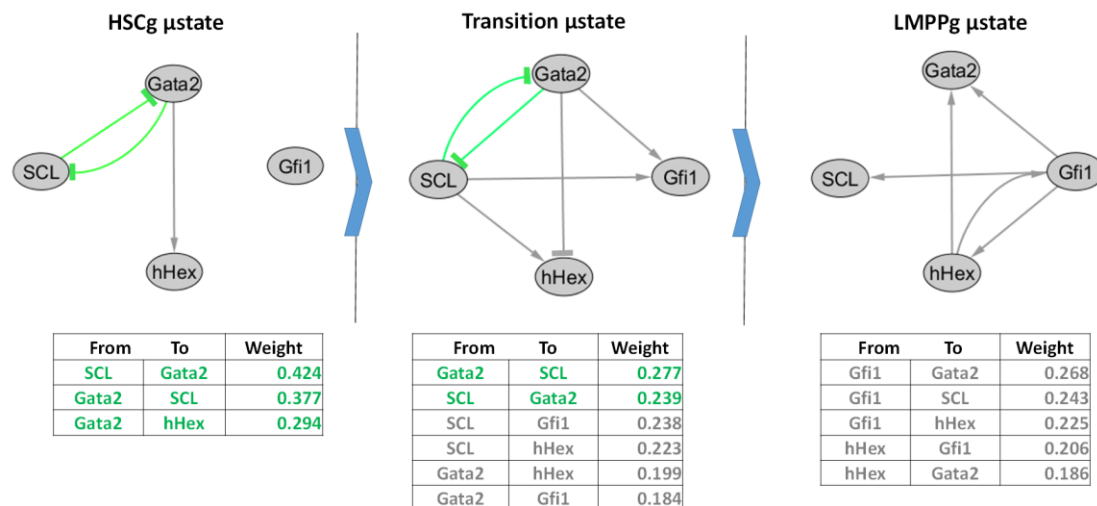 HSCg µstate
Transition µstate
LMPPg µstate
Gata2
SCL
Gfi1
hHex
Gata2
SCL
Gfi1
hHex
Gata2
SCL
Gfi1
hHex
From To Weight
SCL Gata2 0.424
Gata2 SCL 0.377
Gata2 hHex 0.294
From To Weight
Gata2 SCL 0.277
SCL Gata2 0.239
SCL Gfi1 0.238
SCL hHex 0.223
Gata2 hHex 0.199
Gata2 Gfi1 0.184
From To Weight
Gfi1 Gata2 0.268
Gfi1 SCL 0.243
Gfi1 hHex 0.225
hHex Gfi1 0.206
hHex Gata2 0.186